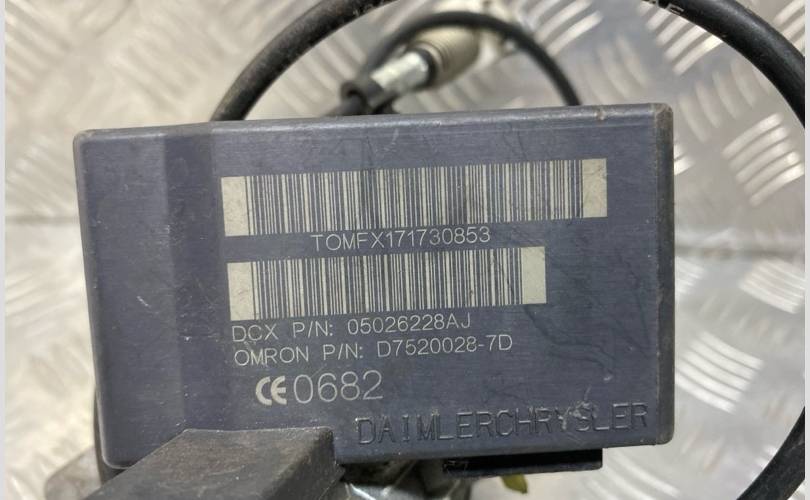 TOMFX171730853
DCX P/N: 05026228AJ
OMRON P/N: D7520028-7D
CE0682
DAIMLERCHRYSLER